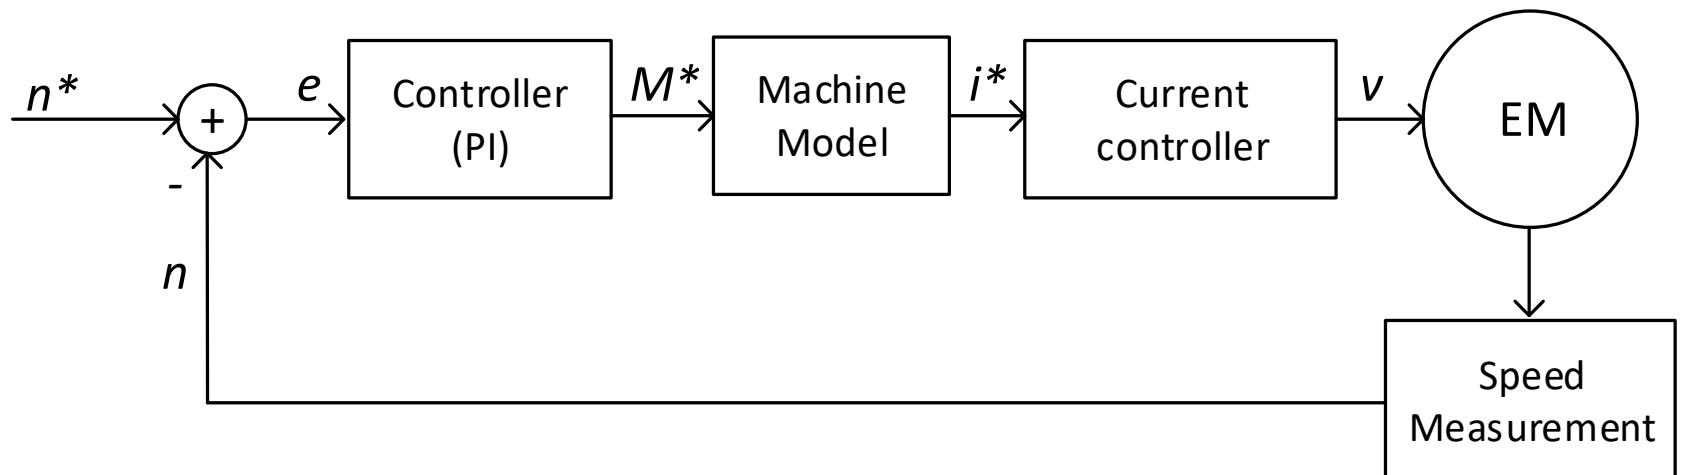 n*
+
-
n
e
Controller
(PI)
M*
Machine
Model
i*
Current
controller
v
EM
Speed
Measurement